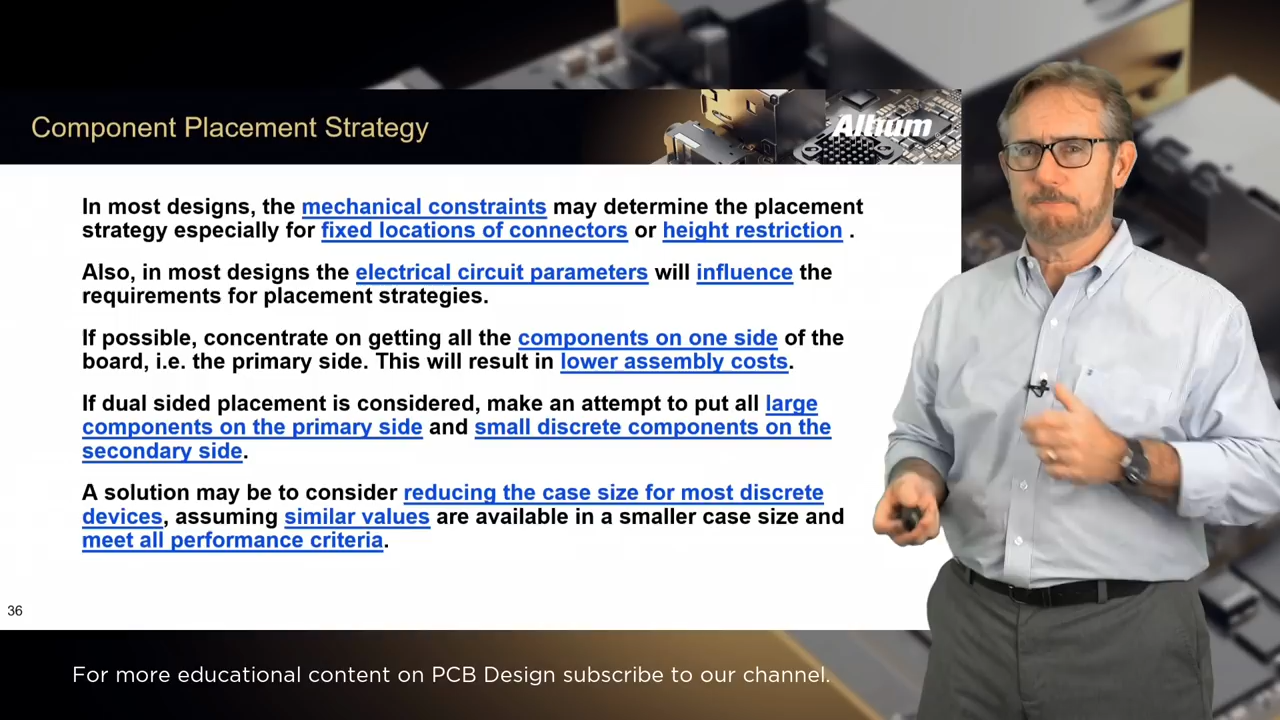 Component Placement Strategy
Altium
In most designs, the mechanical constraints may determine the placement
strategy especially for fixed locations of connectors or height restriction .
Also, in most designs the electrical circuit parameters will influence the
requirements for placement strategies.
If possible, concentrate on getting all the components on one side of the
board, i.e. the primary side. This will result in lower assembly costs.
If dual sided placement is considered, make an attempt to put all large
components on the primary side and small discrete components on the
secondary side.
A solution may be to consider reducing the case size for most discrete
devices, assuming similar values are available in a smaller case size and
meet all performance criteria.
36
For more educational content on PCB Design subscribe to our channel.